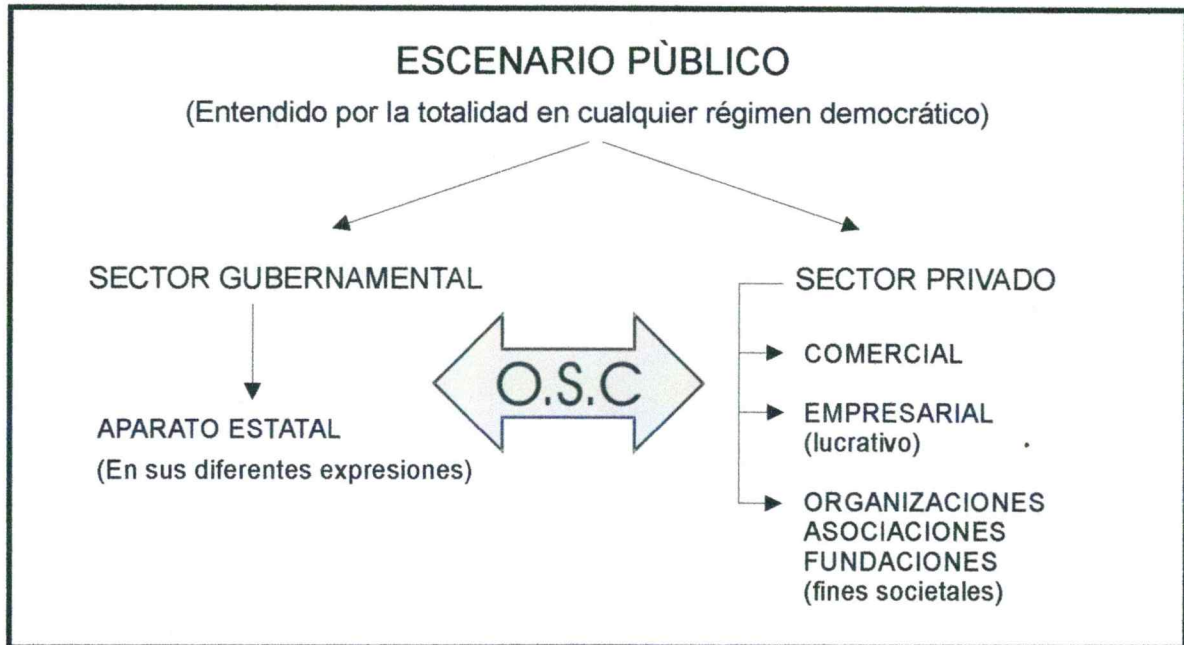 ESCENARIO PÙBLICO
(Entendido por la totalidad en cualquier régimen democrático)
SECTOR GUBERNAMENTAL
APARATO ESTATAL
(En sus diferentes expresiones)
O.S.C
SECTOR PRIVADO
COMERCIAL
EMPRESARIAL
(lucrativo)
ORGANIZACIONES
ASOCIACIONES
FUNDACIONES
(fines societales)